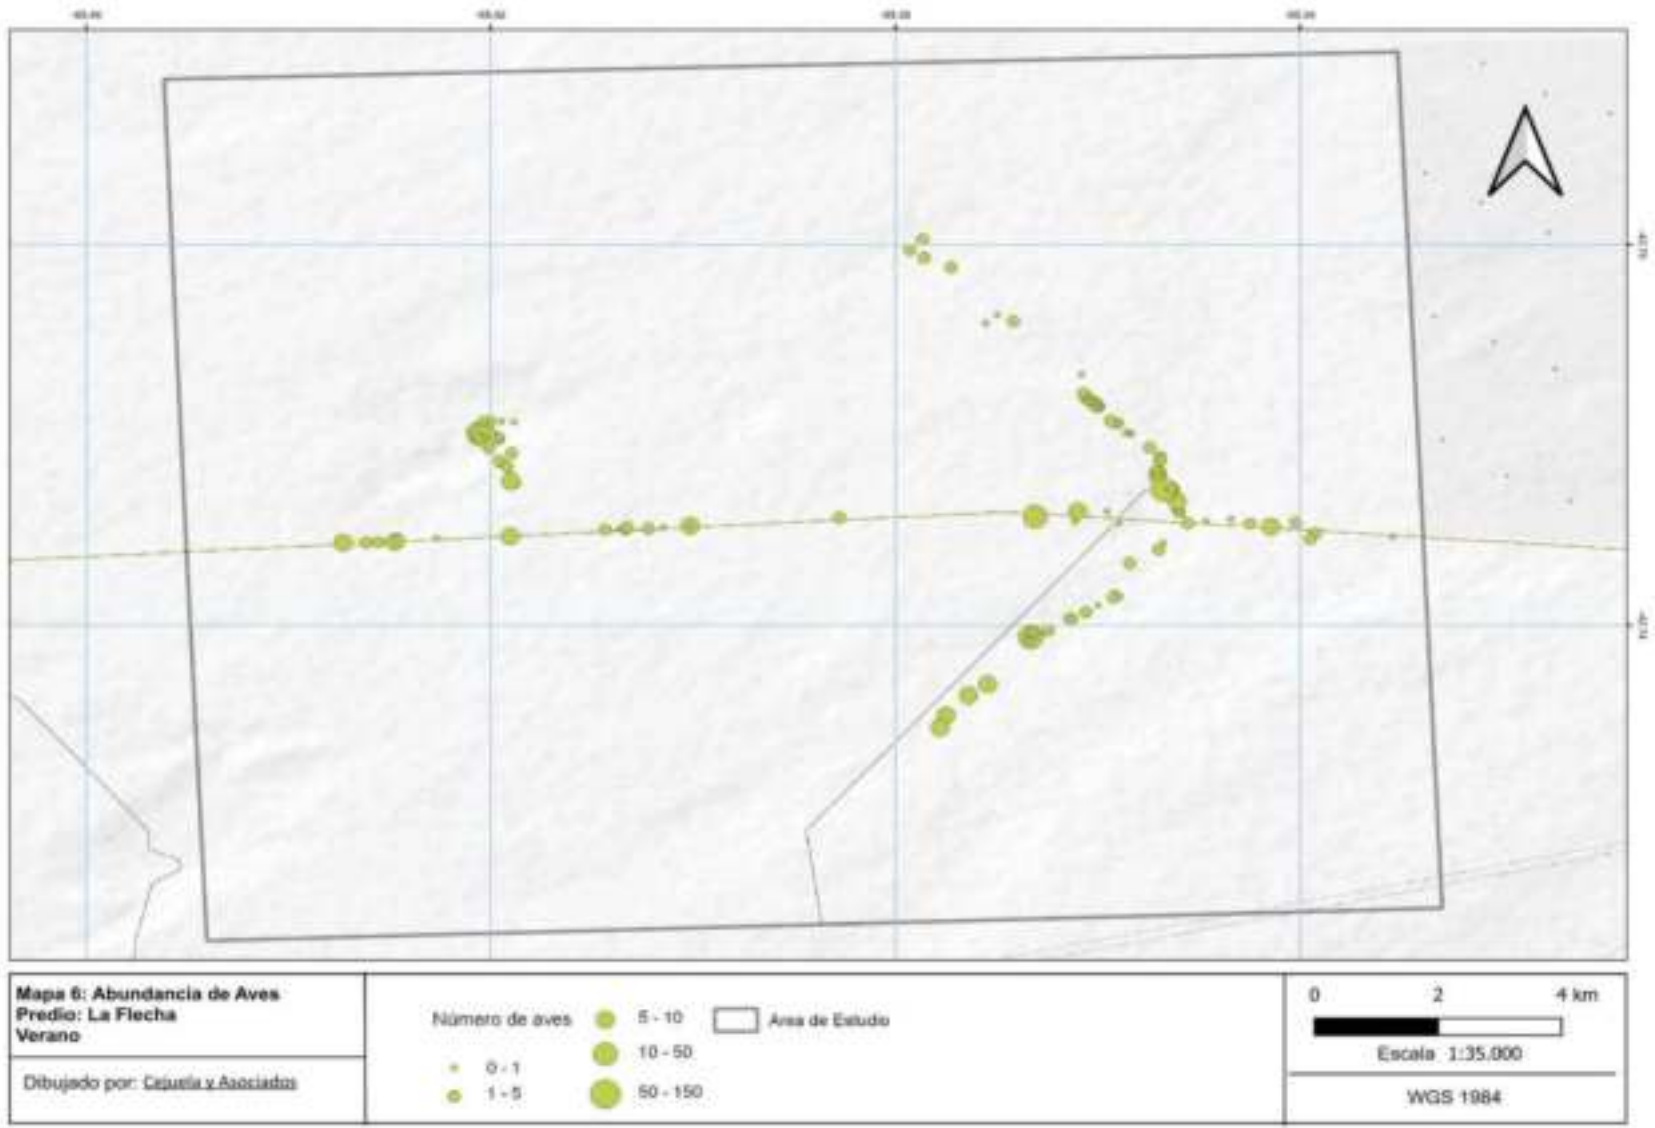 Mapa 6: Abundancia de Aves
Predio: La Flecha
Verano
Dibujado por: Cejuela y Asociados
Número de aves
0 - 1
1 - 5
5 - 10
10 - 50
50 - 150
Area de Estudio
0 2 4 km
Escala 1:35.000
WGS 1984